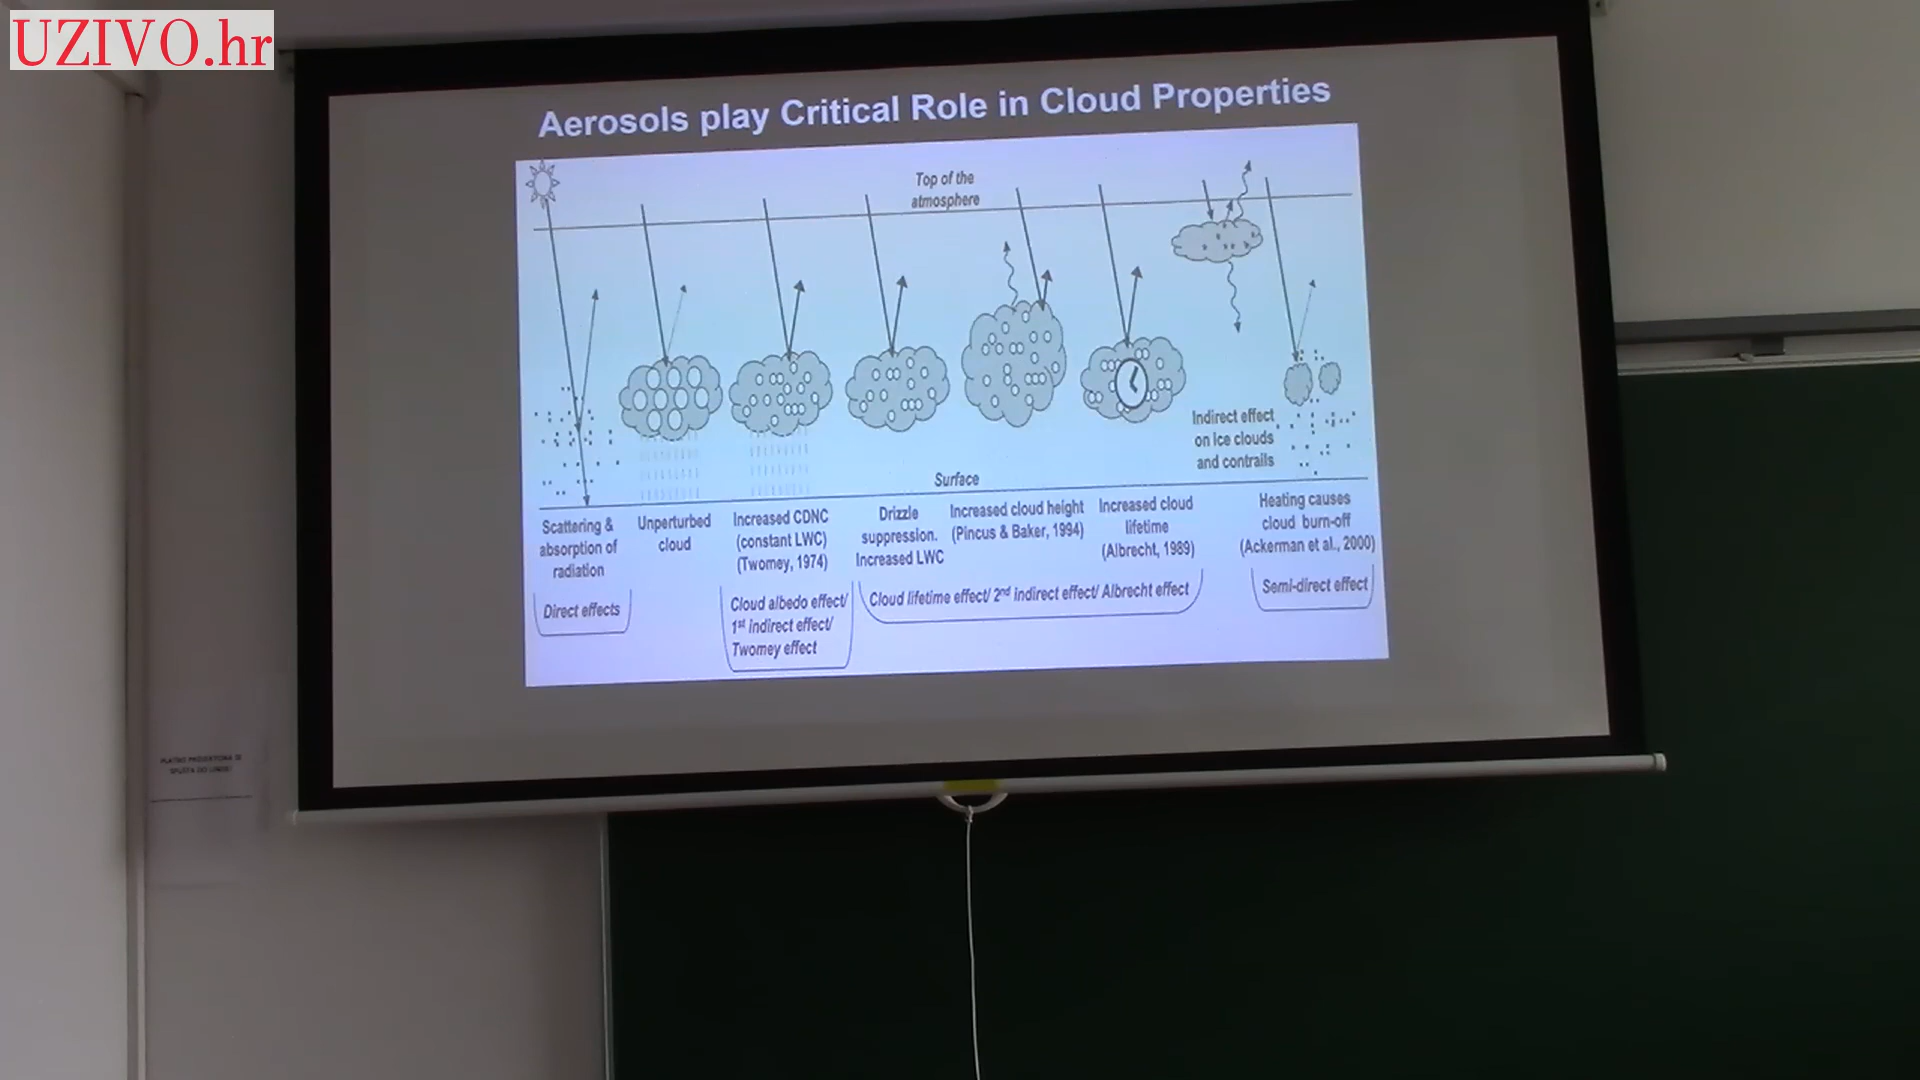 UZIVO.hr
Aerosols play Critical Role in Cloud Properties
Top of the
atmosphere
Indirect effect
on ice clouds
and contrails
Surface
Scattering &
absorption of
radiation
Unperturbed
cloud
Increased CDNC
(constant LWC)
(Twomey, 1974)
Drizzle
suppression.
Increased LWC
Increased cloud height
(Pincus & Baker, 1994)
Increased cloud
lifetime
(Albrecht, 1989)
Heating causes
cloud burn-off
(Ackerman et al., 2000)
Direct effects
Cloud albedo effect/
1st indirect effect/
Twomey effect
Cloud lifetime effect/ 2nd indirect effect/ Albrecht effect
Semi-direct effect